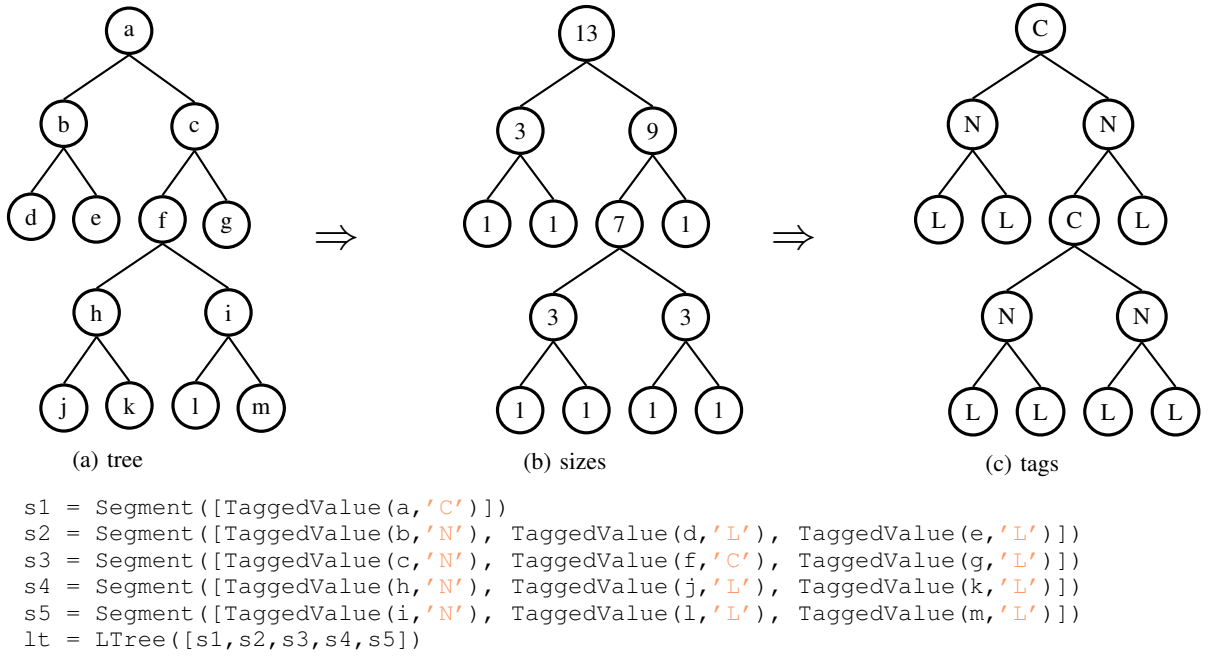 a 13 C
b c 3 9 N N
d e f g 1 1 7 1 L L C L
⇒ ⇒
h i 3 3 N N
j k l m 1 1 1 1 L L L L
(a) tree (b) sizes (c) tags
s1 = Segment([TaggedValue(a,'C')])
s2 = Segment([TaggedValue(b,'N'), TaggedValue(d,'L'), TaggedValue(e,'L')])
s3 = Segment([TaggedValue(c,'N'), TaggedValue(f,'C'), TaggedValue(g,'L')])
s4 = Segment([TaggedValue(h,'N'), TaggedValue(j,'L'), TaggedValue(k,'L')])
s5 = Segment([TaggedValue(i,'N'), TaggedValue(l,'L'), TaggedValue(m,'L')])
lt = LTree([s1,s2,s3,s4,s5])